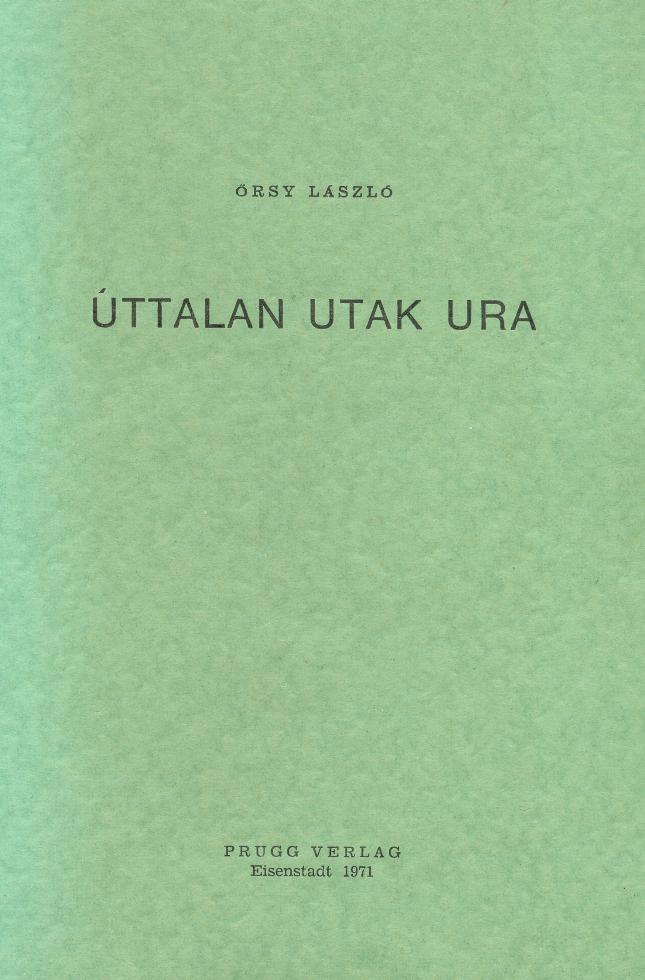 ŐRSY LÁSZLÓ
ÚTTALAN UTAK URA
PRUGG VERLAG
Eisenstadt 1971